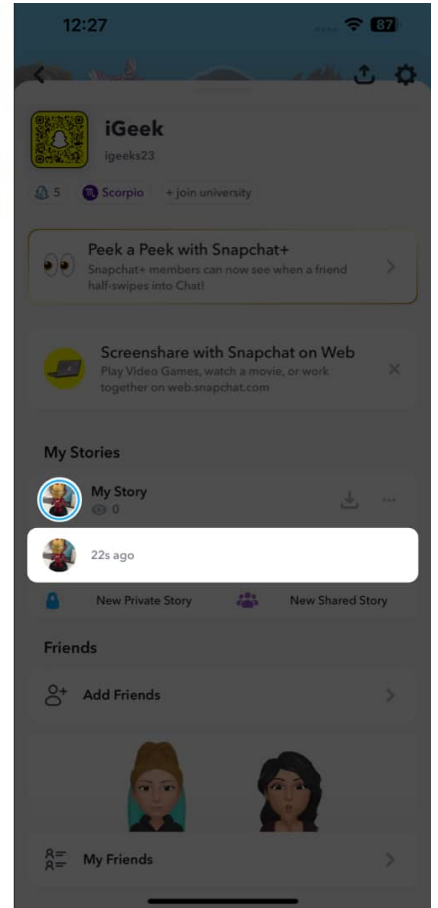 12:27
87
iGeek
igeeks23
5
Scorpio
+ join university
Peek a Peek with Snapchat+
Snapchat+ members can now see when a friend
half-swipes into Chat!
Screenshare with Snapchat on Web
Play Video Games, watch a movie, or work
together on web.snapchat.com
My Stories
My Story
0
22s ago
New Private Story
New Shared Story
Friends
Add Friends
My Friends